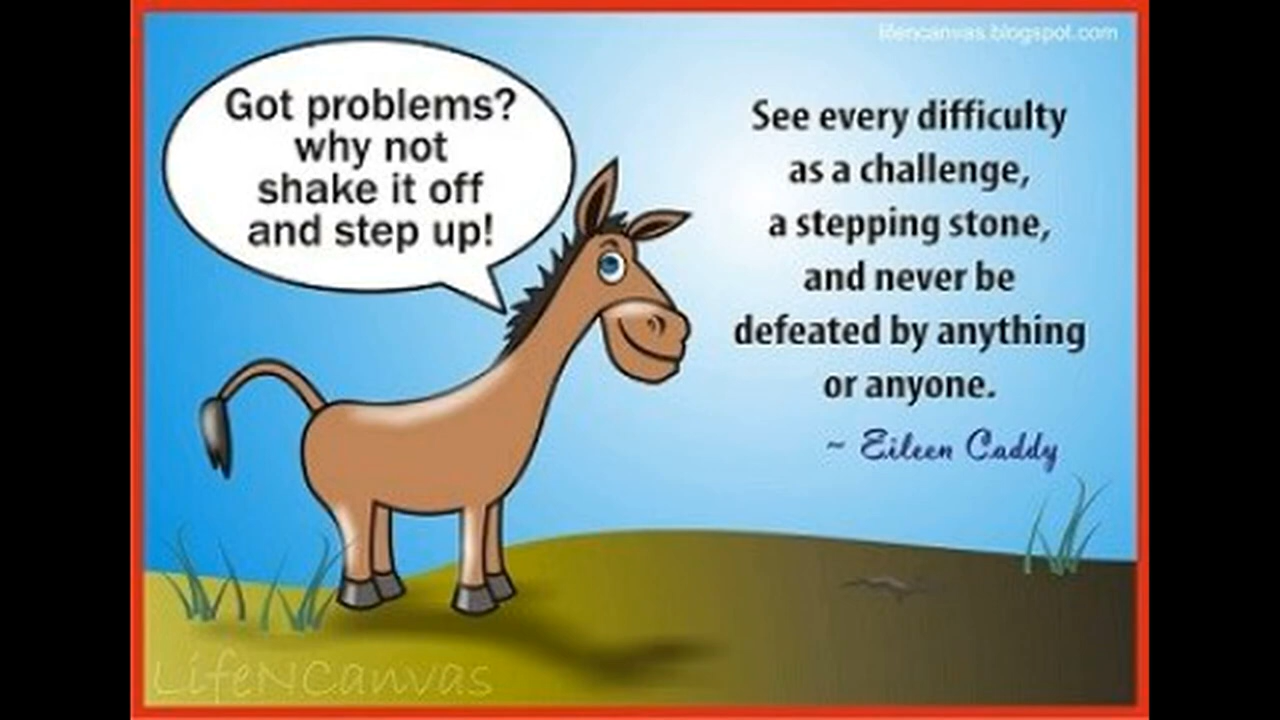 lifencanvas.blogspot.com
Got problems?
why not
shake it off
and step up!
See every difficulty
as a challenge,
a stepping stone,
and never be
defeated by anything
or anyone.
~ Eileen Caddy
LifeNCanvas